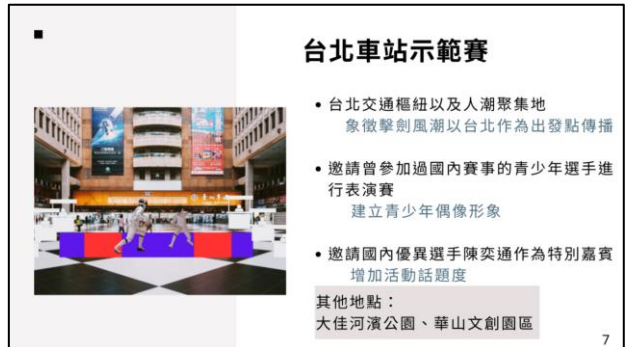 台北車站示範賽
• 台北交通樞紐以及人潮聚集地
象徵擊劍風潮以台北作為出發點傳播
• 邀請曾參加過國內賽事的青少年選手進
行表演賽
建立青少年偶像形象
• 邀請國內優異選手陳奕通作為特別嘉賓
增加活動話題度
其他地點：
大佳河濱公園、華山文創園區
7